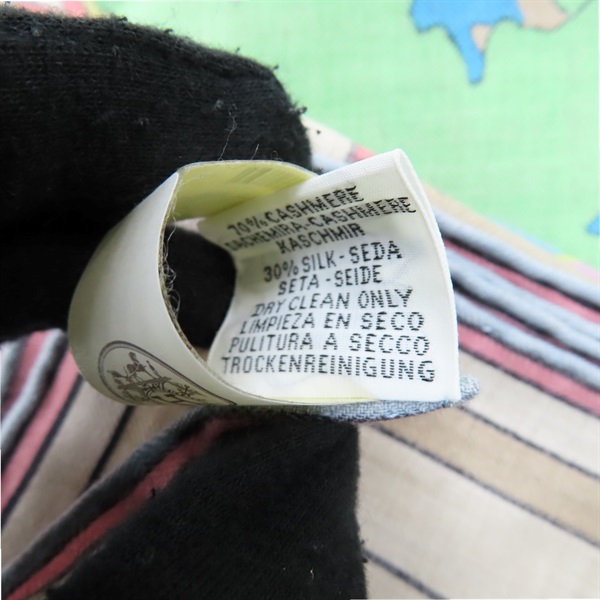 70% CASHMERE
CACHEMIRA-CASHMERE
KASCHMIR
30% SILK-SEDA
SETA-SEIDE
DRY CLEAN ONLY
LIMPIEZA EN SECO
PULITURA A SECCO
TROCKENREINIGUNG